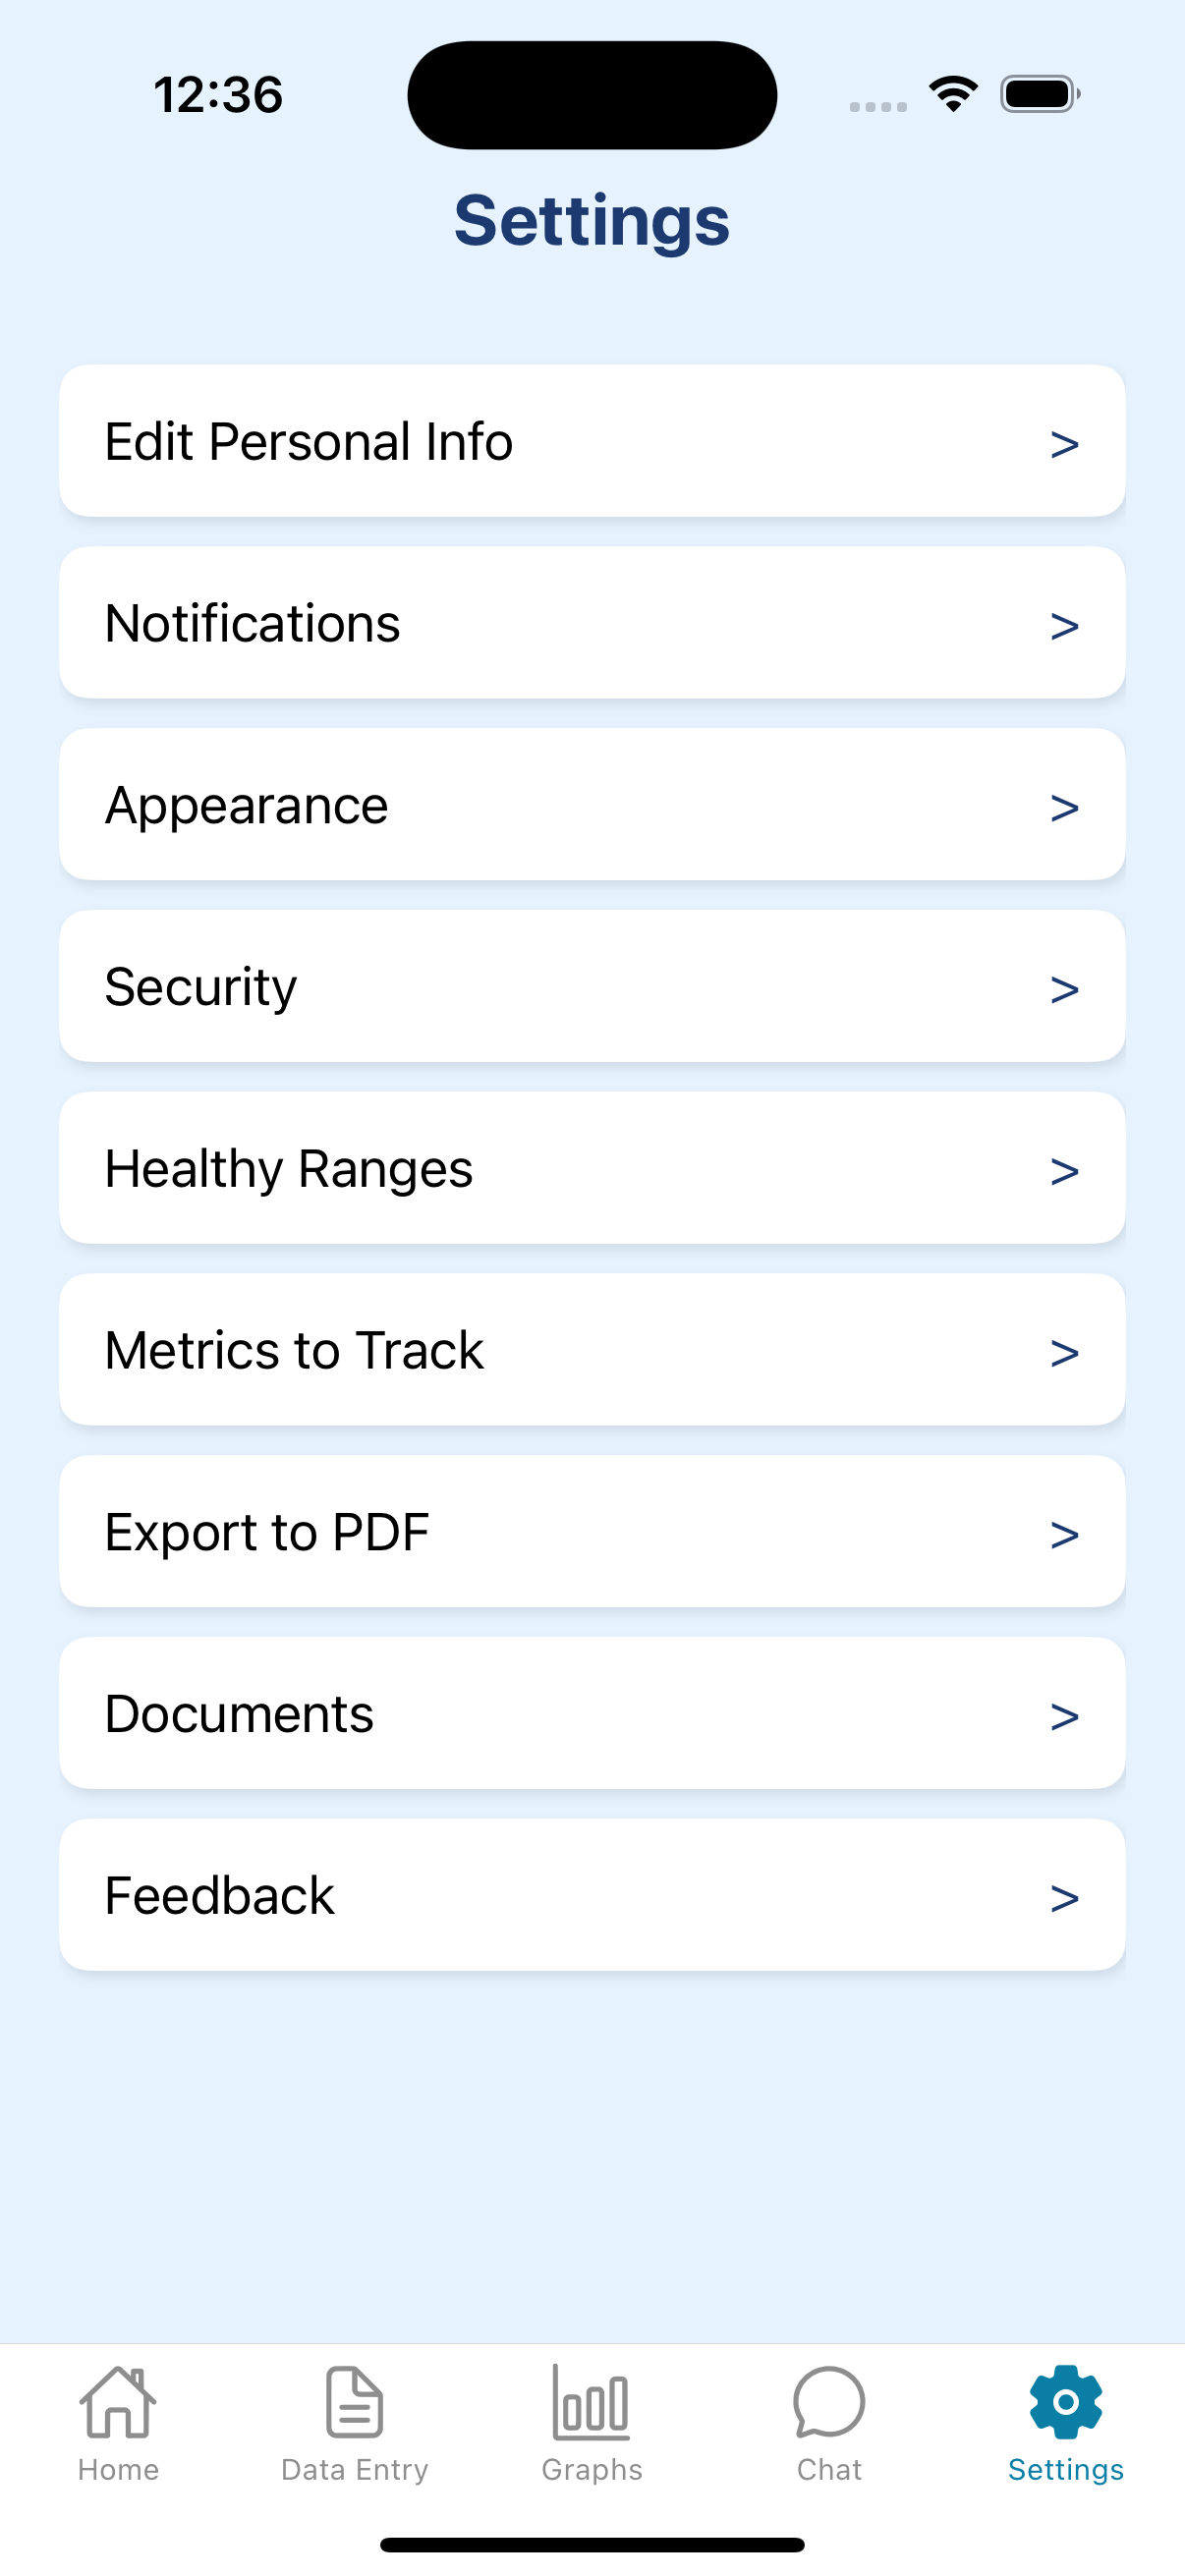 12:36
Settings
Edit Personal Info >
Notifications >
Appearance >
Security >
Healthy Ranges >
Metrics to Track >
Export to PDF >
Documents >
Feedback >
Home Data Entry Graphs Chat Settings